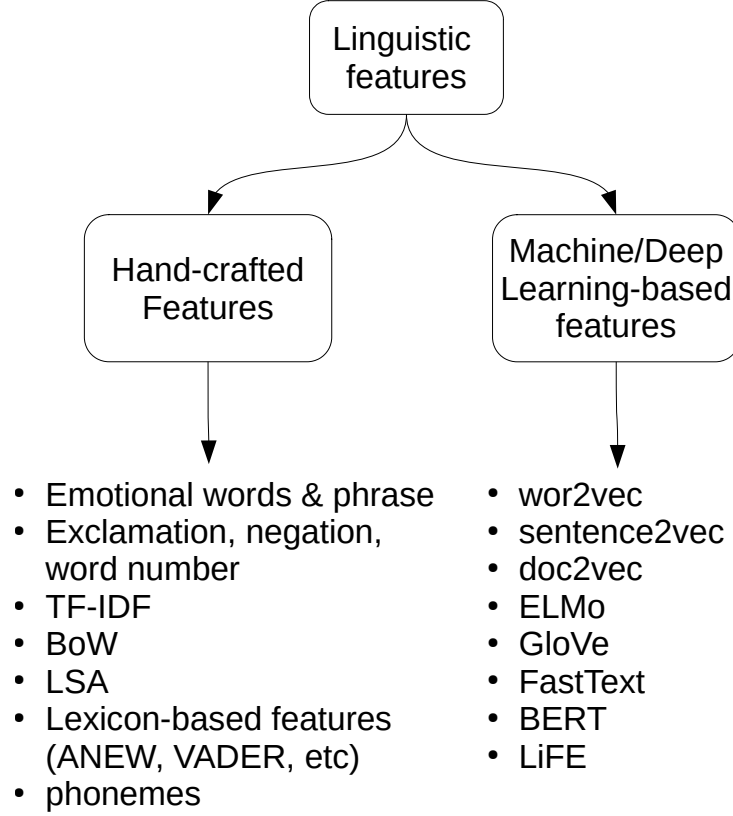 Linguistic
features
Hand-crafted
Features
Machine/Deep
Learning-based
features
• Emotional words & phrase
• Exclamation, negation,
word number
• TF-IDF
• BoW
• LSA
• Lexicon-based features
(ANEW, VADER, etc)
• phonemes
• wor2vec
• sentence2vec
• doc2vec
• ELMo
• GloVe
• FastText
• BERT
• LiFE